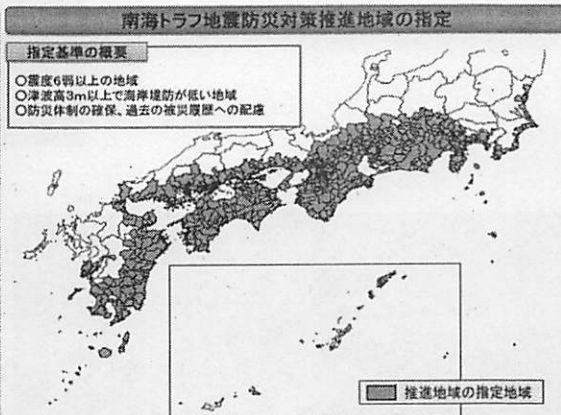 南海トラフ地震防災対策推進地域の指定
指定基準の概要
○震度6弱以上の地域
○津波高3m以上で海岸堤防が低い地域
○防災体制の確保、過去の被災履歴への配慮
推進地域の指定地域